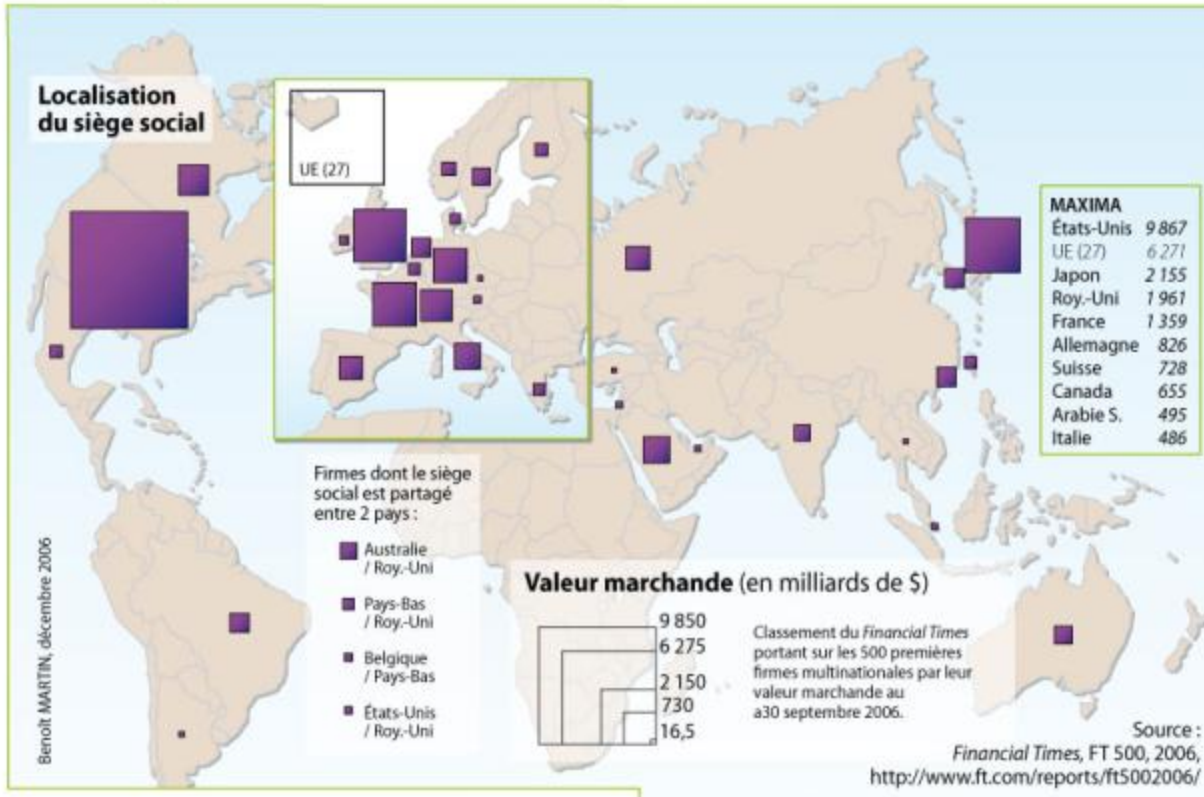 Localisation
du siège social
UE (27)
MAXIMA
États-Unis 9 867
UE (27) 6 271
Japon 2 155
Roy.-Uni 1 961
France 1 359
Allemagne 826
Suisse 728
Canada 655
Arabie S. 495
Italie 486
Firmes dont le siège
social est partagé
entre 2 pays :
Australie
/ Roy.-Uni
Pays-Bas
/ Roy.-Uni
Belgique
/ Pays-Bas
États-Unis
/ Roy.-Uni
Valeur marchande (en milliards de $)
9 850
6 275
2 150
730
16,5
Classement du Financial Times
portant sur les 500 premières
firmes multinationales par leur
valeur marchande au
a30 septembre 2006.
Source :
Financial Times, FT 500, 2006,
http://www.ft.com/reports/ft5002006/
Benoît MARTIN, décembre 2006